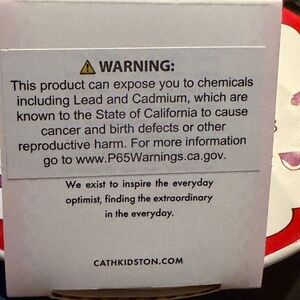 ⚠ WARNING:
This product can expose you to chemicals
including Lead and Cadmium, which are
known to the State of California to cause
cancer and birth defects or other
reproductive harm. For more information
go to www.P65Warnings.ca.gov.
We exist to inspire the everyday
optimist, finding the extraordinary
in the everyday.
CATHKIDSTON.COM